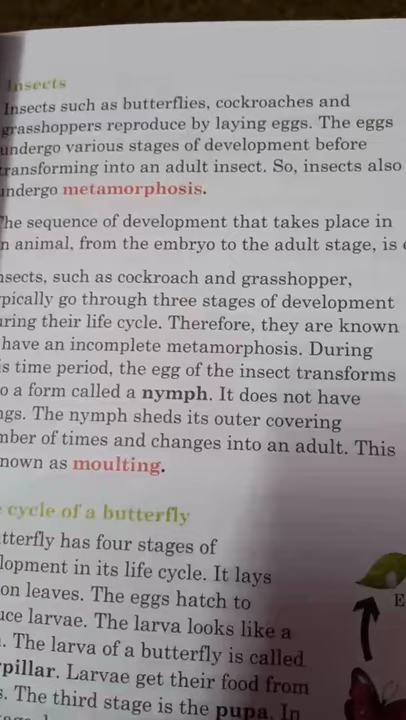 Insects
Insects such as butterflies, cockroaches and
grasshoppers reproduce by laying eggs. The eggs
undergo various stages of development before
transforming into an adult insect. So, insects also
undergo metamorphosis.
The sequence of development that takes place in
n animal, from the embryo to the adult stage, is
nsects, such as cockroach and grasshopper,
pically go through three stages of development
uring their life cycle. Therefore, they are known
have an incomplete metamorphosis. During
is time period, the egg of the insect transforms
o a form called a nymph. It does not have
ngs. The nymph sheds its outer covering
mber of times and changes into an adult. This
nown as moulting.
cycle of a butterfly
tterfly has four stages of
lopment in its life cycle. It lays
on leaves. The eggs hatch to
uce larvae. The larva looks like a
. The larva of a butterfly is called
pillar. Larvae get their food from
s. The third stage is the pupa. In
E